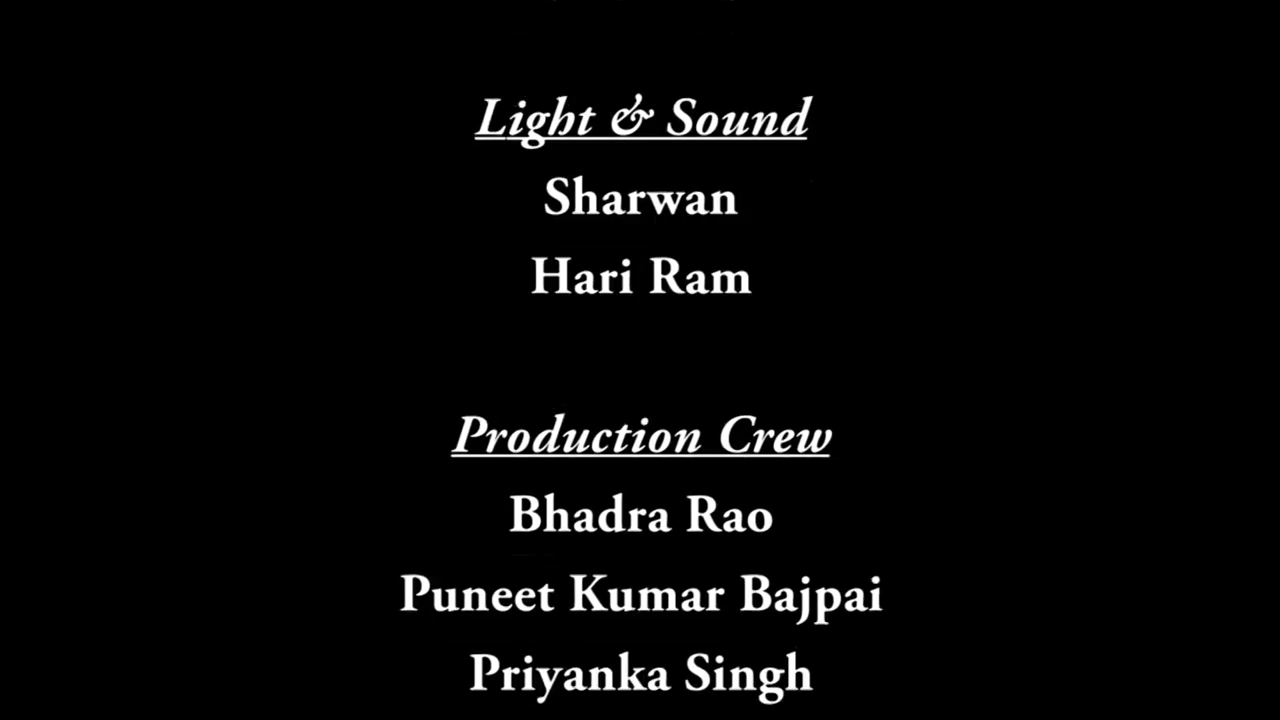 Light & Sound
Sharwan
Hari Ram
Production Crew
Bhadra Rao
Puneet Kumar Bajpai
Priyanka Singh